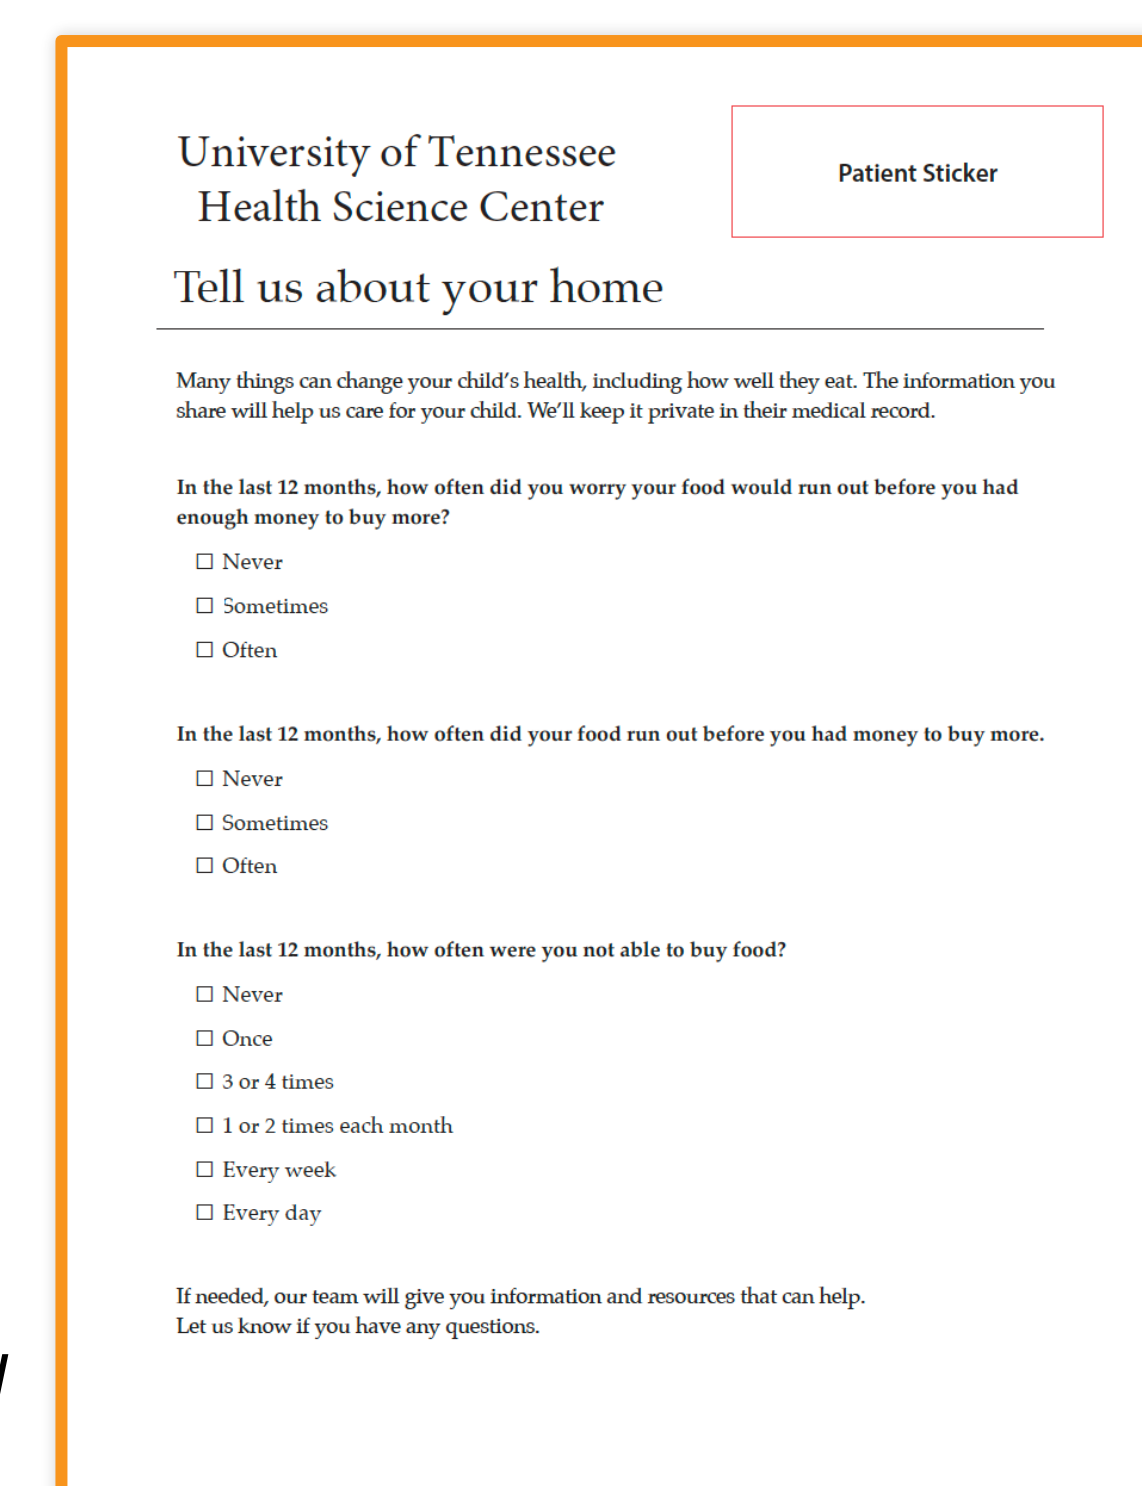 University of Tennessee
Health Science Center
Patient Sticker
Tell us about your home
Many things can change your child's health, including how well they eat. The information you
share will help us care for your child. We'll keep it private in their medical record.
In the last 12 months, how often did you worry your food would run out before you had
enough money to buy more?
☐ Never
☐ Sometimes
☐ Often
In the last 12 months, how often did your food run out before you had money to buy more.
☐ Never
☐ Sometimes
☐ Often
In the last 12 months, how often were you not able to buy food?
☐ Never
☐ Once
☐ 3 or 4 times
☐ 1 or 2 times each month
☐ Every week
☐ Every day
If needed, our team will give you information and resources that can help.
Let us know if you have any questions.